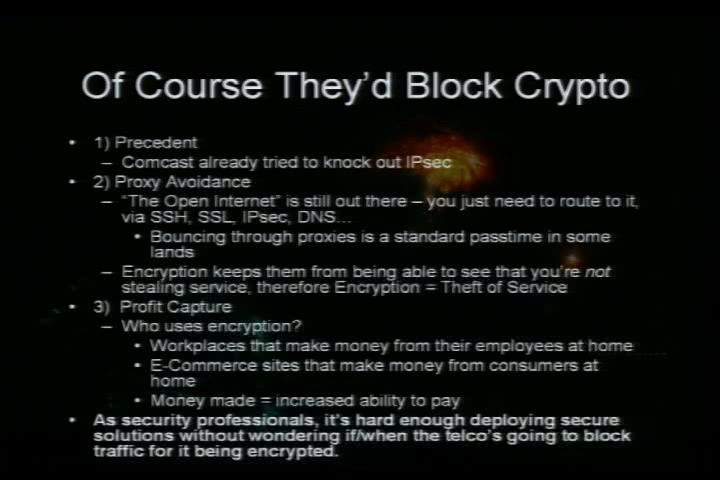 Of Course They'd Block Crypto
• 1) Precedent
– Comcast already tried to knock out IPsec
• 2) Proxy Avoidance
– "The Open Internet" is still out there – you just need to route to it,
via SSH, SSL, IPsec, DNS...
• Bouncing through proxies is a standard passtime in some
lands
– Encryption keeps them from being able to see that you're not
stealing service, therefore Encryption = Theft of Service
• 3) Profit Capture
– Who uses encryption?
• Workplaces that make money from their employees at home
• E-Commerce sites that make money from consumers at
home
• Money made = increased ability to pay
• As security professionals, it's hard enough deploying secure
solutions without wondering if/when the telco's going to block
traffic for it being encrypted.